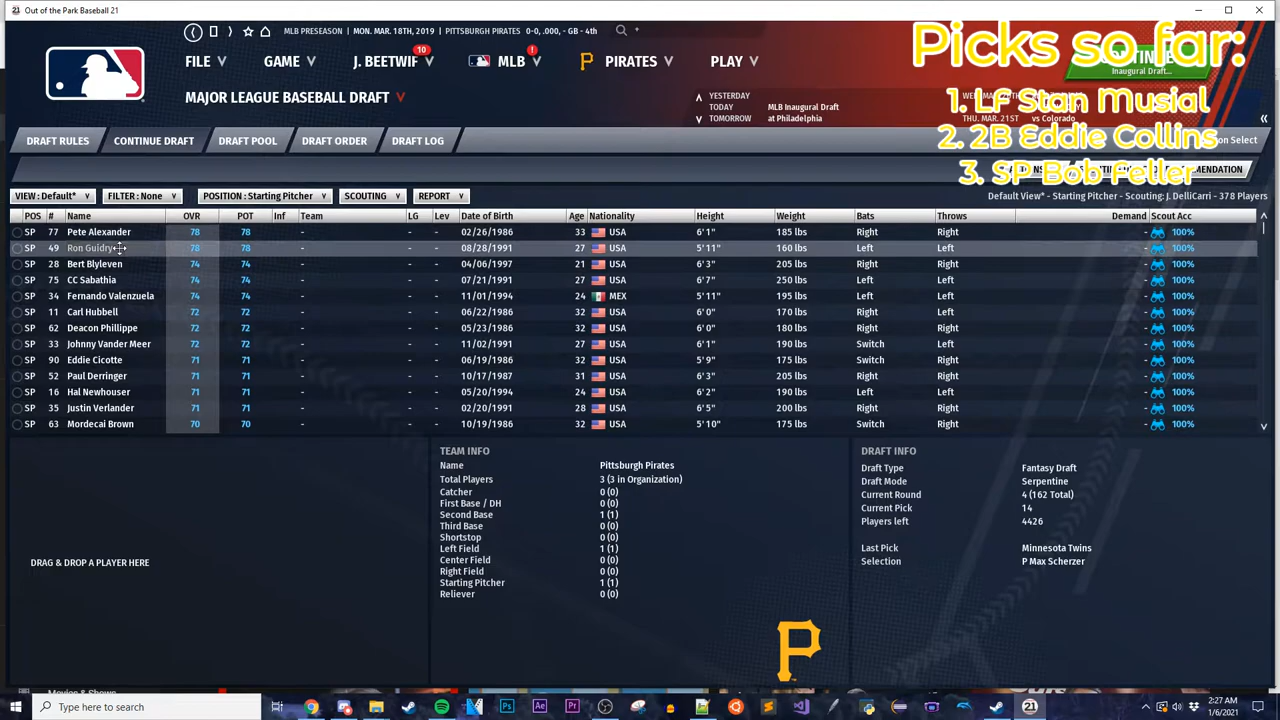 Out of the Park Baseball 21
MLB PRESEASON - MON. MAR. 18TH, 2019 - PITTSBURGH PIRATES - 0-0, .000, - GB - 4th
Picks so far:
FILE GAME J. BEETWIF 10 MLB ! PIRATES PLAY
Inaugural Draft...
MAJOR LEAGUE BASEBALL DRAFT
YESTERDAY
TODAY MLB Inaugural Draft
TOMORROW at Philadelphia
THU. MAR. 21ST
vs Colorado
1. LF Stan Musial
2. 2B Eddie Collins
3. SP Bob Feller
DRAFT RULES CONTINUE DRAFT DRAFT POOL DRAFT ORDER DRAFT LOG
VIEW : Default* FILTER : None POSITION : Starting Pitcher SCOUTING REPORT Default View* - Starting Pitcher - Scouting: J. DelliCarri - 378 Players
POS # Name OVR POT Inf Team LG Lev Date of Birth Age Nationality Height Weight Bats Throws Demand Scout Acc
SP 77 Pete Alexander 78 78 - - - - 02/26/1986 33 USA 6' 1" 185 lbs Right Right - 100%
SP 49 Ron Guidry 78 78 - - - - 08/28/1991 27 USA 5' 11" 160 lbs Left Left - 100%
SP 28 Bert Blyleven 74 74 - - - - 04/06/1997 21 USA 6' 3" 205 lbs Right Right - 100%
SP 75 CC Sabathia 74 74 - - - - 07/21/1991 27 USA 6' 7" 250 lbs Left Left - 100%
SP 34 Fernando Valenzuela 74 74 - - - - 11/01/1994 24 MEX 5' 11" 195 lbs Left Left - 100%
SP 11 Carl Hubbell 72 72 - - - - 06/22/1986 32 USA 6' 0" 170 lbs Right Left - 100%
SP 62 Deacon Phillippe 72 72 - - - - 05/23/1986 32 USA 6' 0" 180 lbs Right Right - 100%
SP 33 Johnny Vander Meer 72 72 - - - - 11/02/1991 27 USA 6' 1" 190 lbs Switch Left - 100%
SP 90 Eddie Cicotte 71 71 - - - - 06/19/1986 32 USA 5' 9" 175 lbs Switch Right - 100%
SP 52 Paul Derringer 71 71 - - - - 10/17/1987 31 USA 6' 3" 205 lbs Right Right - 100%
SP 16 Hal Newhouser 71 71 - - - - 05/20/1994 24 USA 6' 2" 190 lbs Left Left - 100%
SP 35 Justin Verlander 71 71 - - - - 02/20/1991 28 USA 6' 5" 200 lbs Right Right - 100%
SP 63 Mordecai Brown 70 70 - - - - 10/19/1986 32 USA 5' 10" 175 lbs Switch Right - 100%
DRAG & DROP A PLAYER HERE
TEAM INFO
Name Pittsburgh Pirates
Total Players 3 (3 in Organization)
Catcher 0 (0)
First Base / DH 0 (0)
Second Base 1 (1)
Third Base 0 (0)
Shortstop 0 (0)
Left Field 1 (1)
Center Field 0 (0)
Right Field 0 (0)
Starting Pitcher 1 (1)
Reliever 0 (0)
DRAFT INFO
Draft Type Fantasy Draft
Draft Mode Serpentine
Current Round 4 (162 Total)
Current Pick 14
Players left 4426
Last Pick Minnesota Twins
Selection P Max Scherzer
P
Type here to search
2:27 AM
1/6/2021